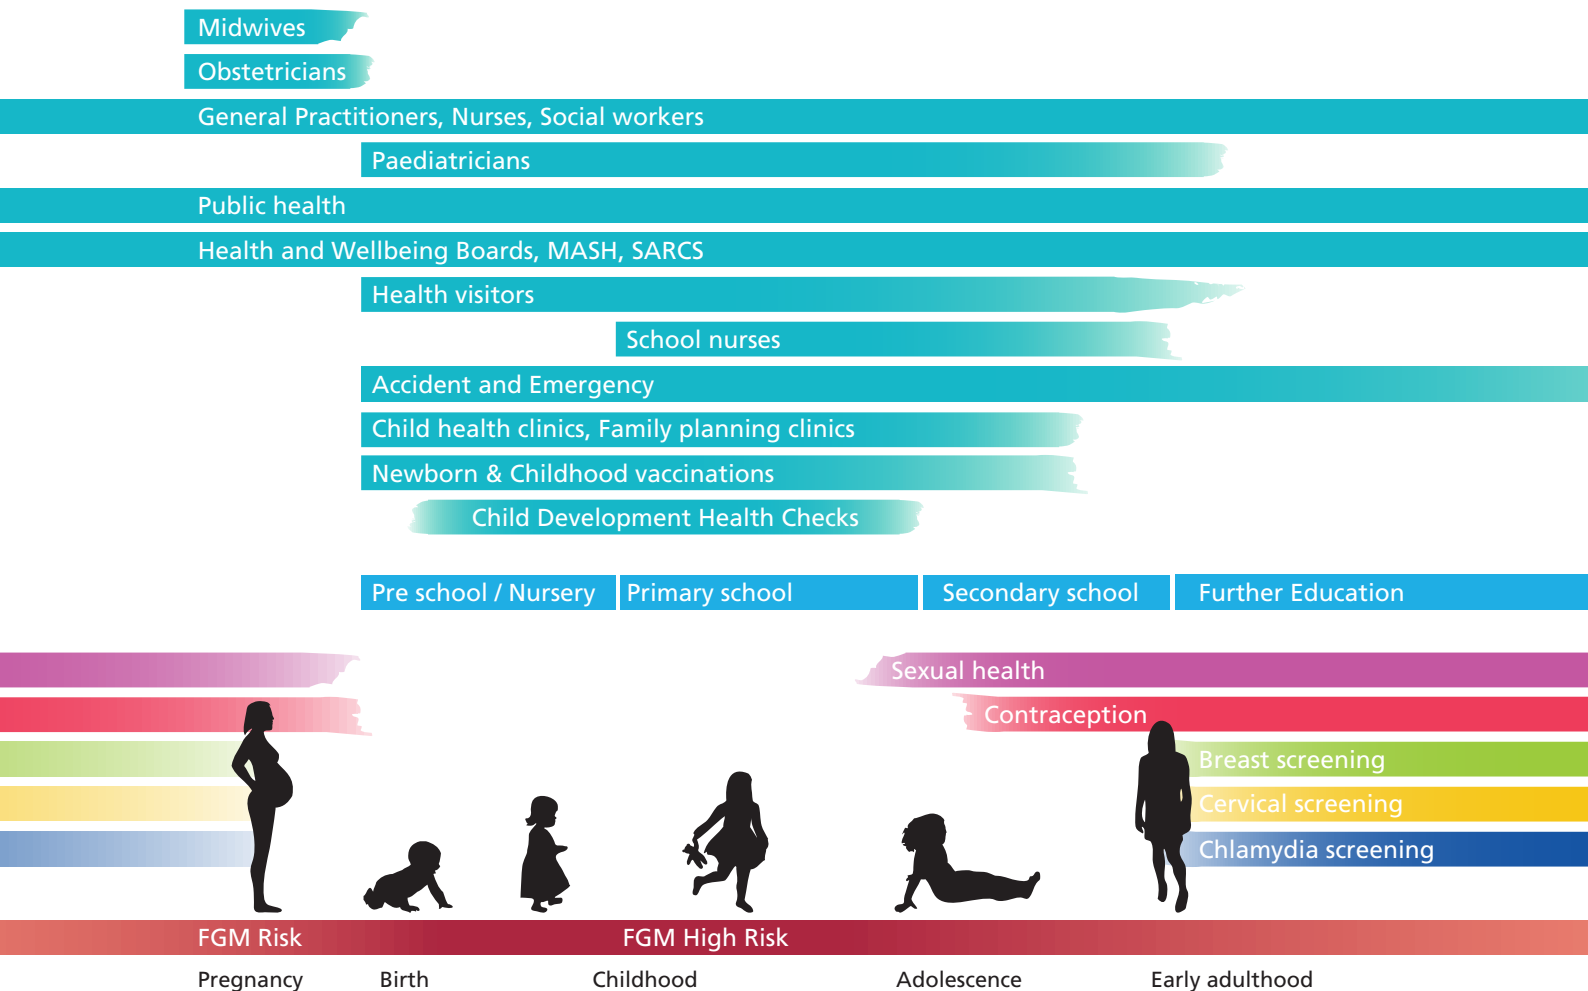 Midwives
Obstetricians
General Practitioners, Nurses, Social workers
Paediatricians
Public health
Health and Wellbeing Boards, MASH, SARCS
Health visitors
School nurses
Accident and Emergency
Child health clinics, Family planning clinics
Newborn & Childhood vaccinations
Child Development Health Checks
Pre school / Nursery Primary school Secondary school Further Education
Sexual health
Contraception
Breast screening
Cervical screening
Chlamydia screening
FGM Risk FGM High Risk
Pregnancy Birth Childhood Adolescence Early adulthood